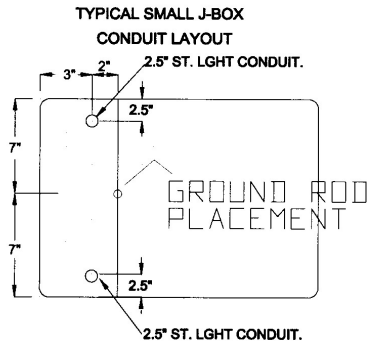 TYPICAL SMALL J-BOX
CONDUIT LAYOUT
3"
2"
2.5" ST. LGHT CONDUIT.
2.5"
7"
GROUND ROD
PLACEMENT
7"
2.5"
2.5" ST. LGHT CONDUIT.